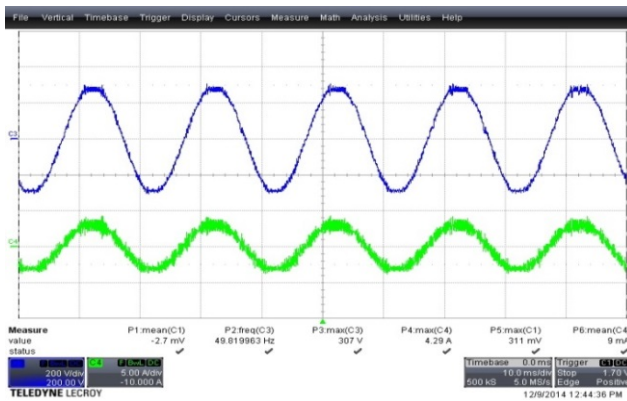 File Vertical Timebase Trigger Display Cursors Measure Math Analysis Utilities Help
C3
C4
Measure P1:mean(C1) P2:freq(C3) P3:max(C3) P4:max(C4) P5:max(C1) P6:mean(C4
value -2.7 mV 49.819963 Hz 307 V 4.29 A 311 mV 9 m
status
C4 DC Timebase 0.0 ms Trigger C1 DC
200 V/div 5.00 A/div 10.0 ms/div Stop 1.70 V
200.00 V -10.000 A 500 kS 5.0 MS/s Edge Positive
TELEDYNE LECROY 12/9/2014 12:44:36 PM